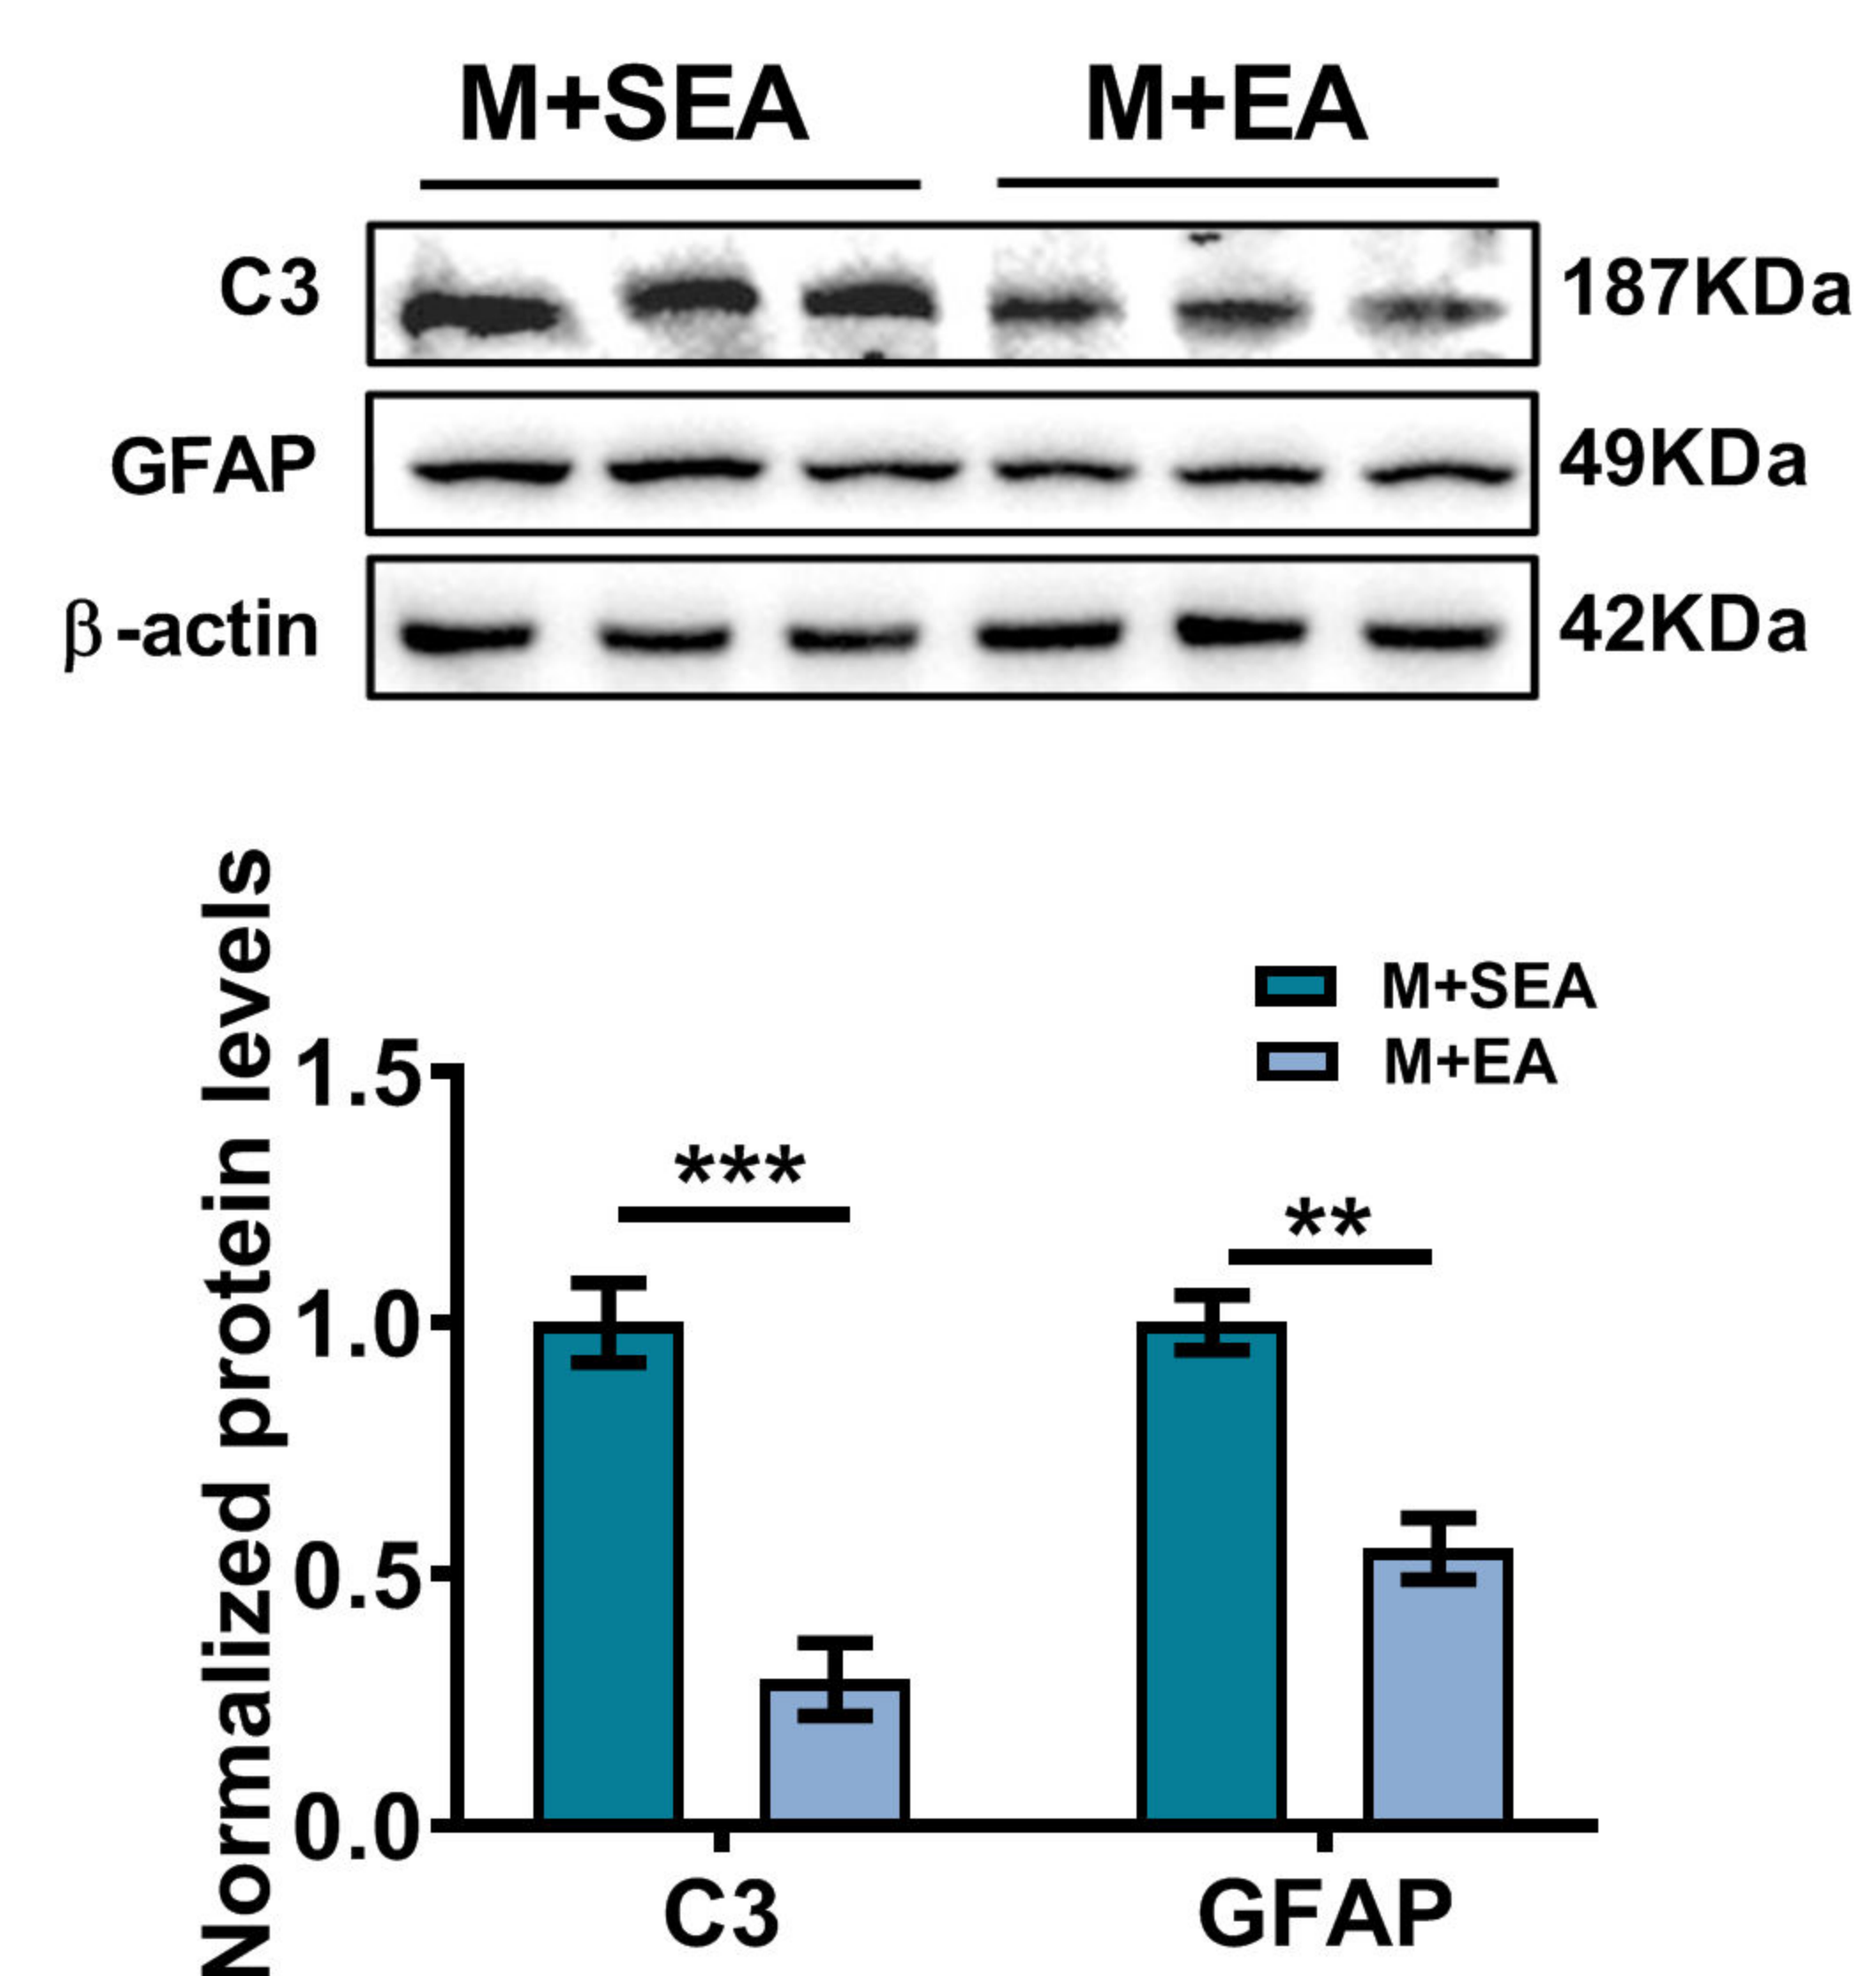 M+SEA M+EA
C3 187KDa
GFAP 49KDa
β-actin 42KDa
Normalized protein levels
M+SEA
M+EA
1.5
***
**
1.0
0.5
0.0
C3 GFAP